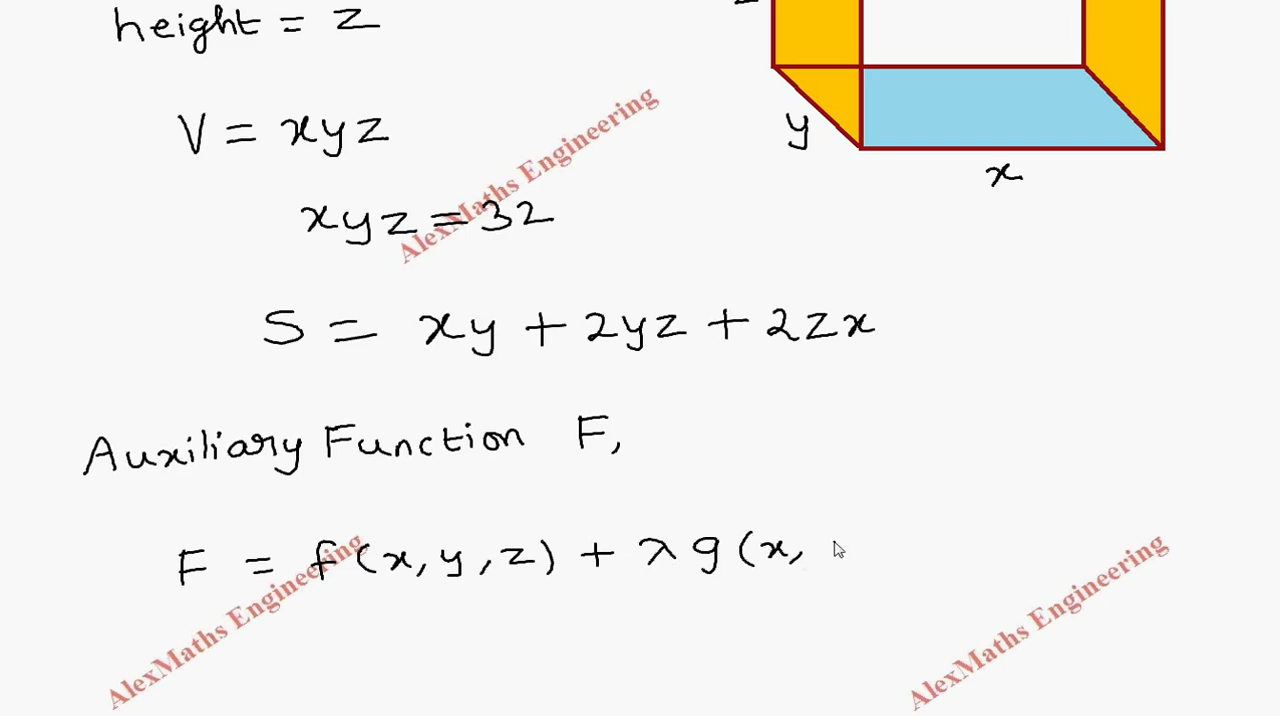 height = z
V = xyz
xyz = 32
S = xy + 2yz + 2zx
Auxiliary Function F,
F = f(x, y, z) + λ g(x,
y
x
AlexMaths Engineering
AlexMaths Engineering
AlexMaths Engineering